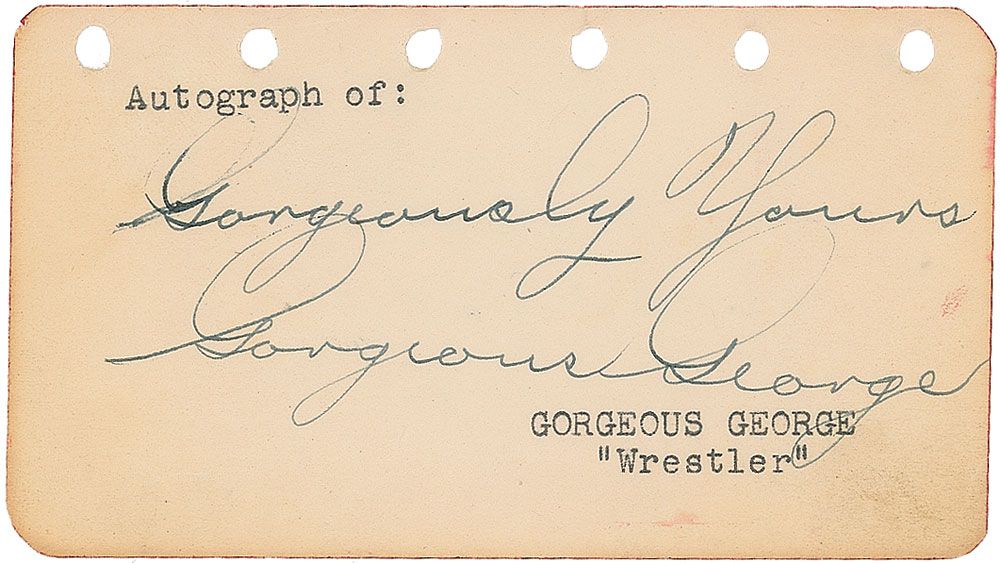 Autograph of:
Gorgeously Yours
Gorgeous George
GORGEOUS GEORGE
"Wrestler"